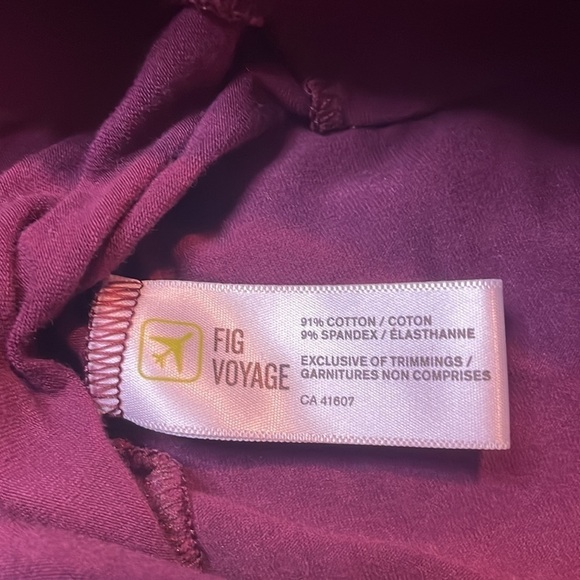 FIG
VOYAGE
91% COTTON / COTON
9% SPANDEX / ÉLASTHANNE
EXCLUSIVE OF TRIMMINGS /
GARNITURES NON COMPRISES
CA 41607